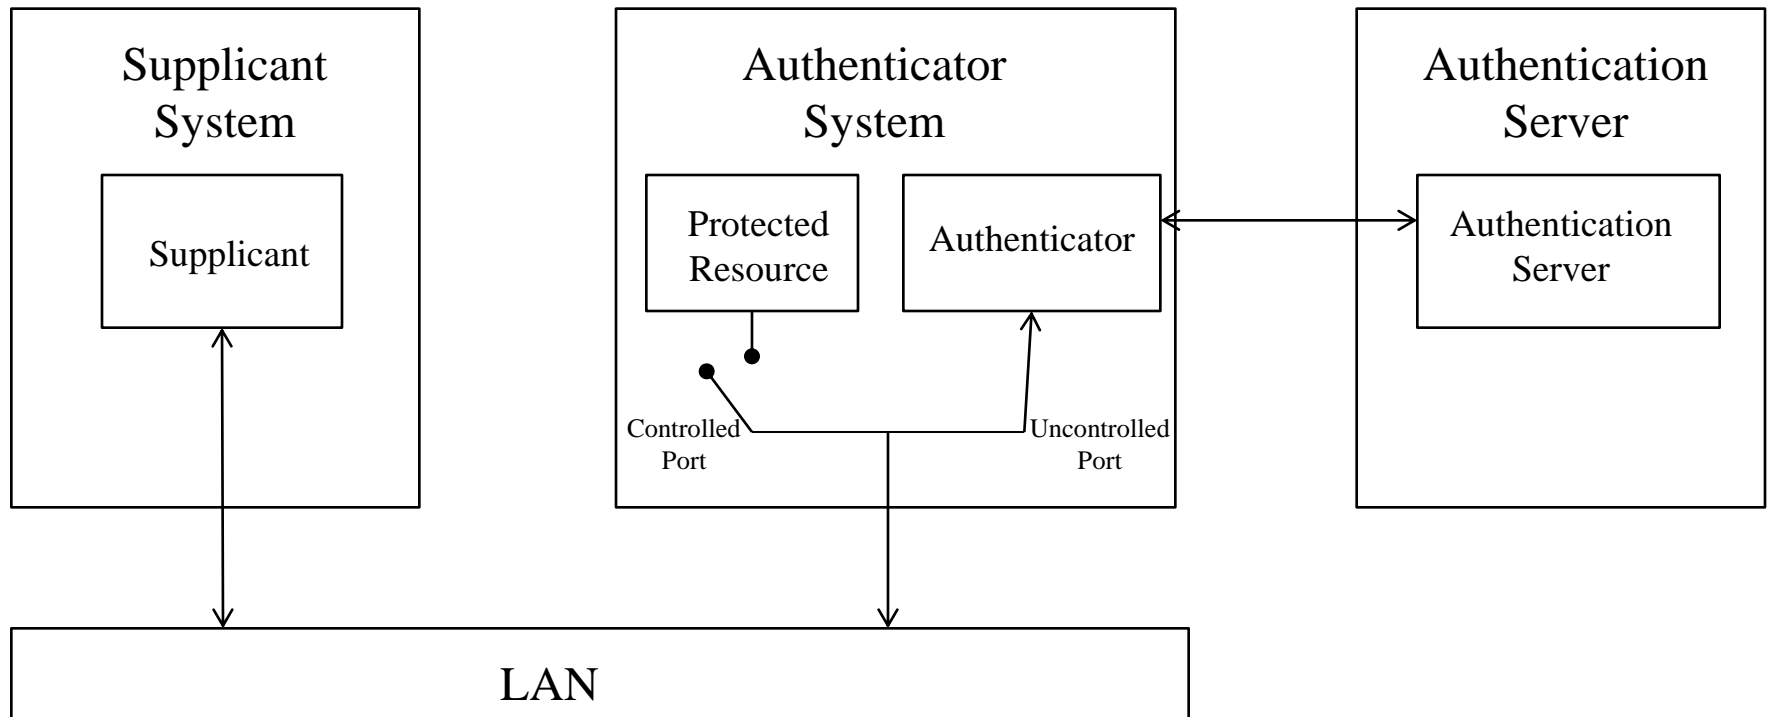 Supplicant
System
Supplicant
Authenticator
System
Protected
Resource
Authenticator
Controlled
Port
Uncontrolled
Port
Authentication
Server
Authentication
Server
LAN